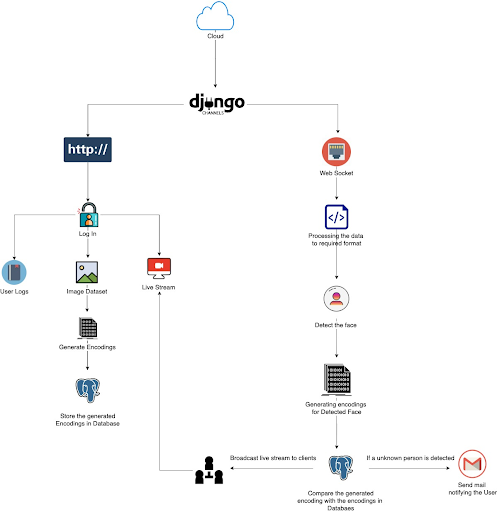 Cloud
django
CHANNELS
http://
Web Socket
Log In
Processing the data
to required format
User Logs
Image Dataset
Live Stream
Detect the face
Generate Encodings
Generating encodings
for Detected Face
Store the generated
Encodings in Database
Broadcast live stream to clients
If a unknown person is detected
Compare the generated
encoding with the encodings in
Databaes
Send mail
notifying the User